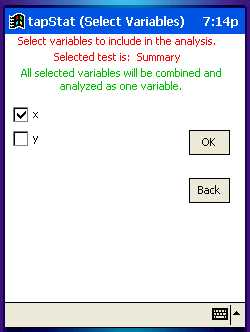 tapStat (Select Variables) 7:14p
Select variables to include in the analysis.
Selected test is: Summary
All selected variables will be combined and
analyzed as one variable.
x
y
OK
Back